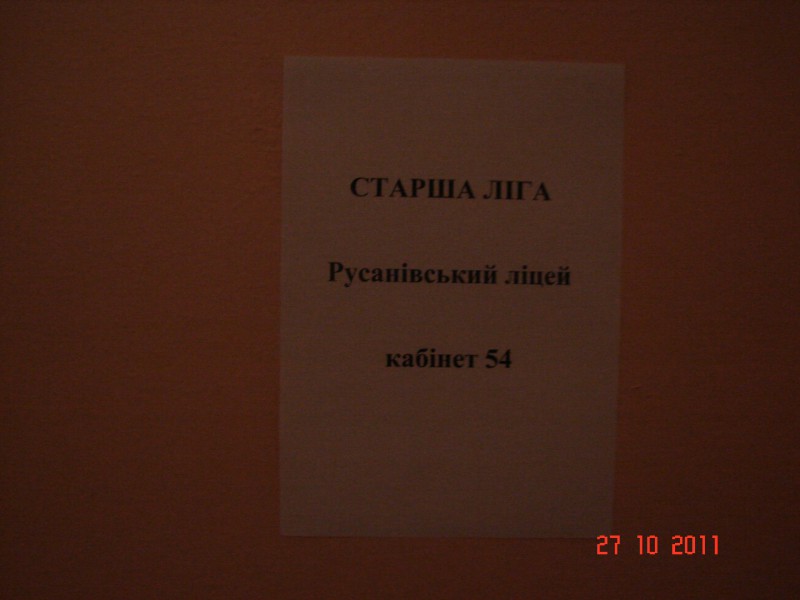 СТАРША ЛІГА
Русанівський ліцей
кабінет 54
27 10 2011